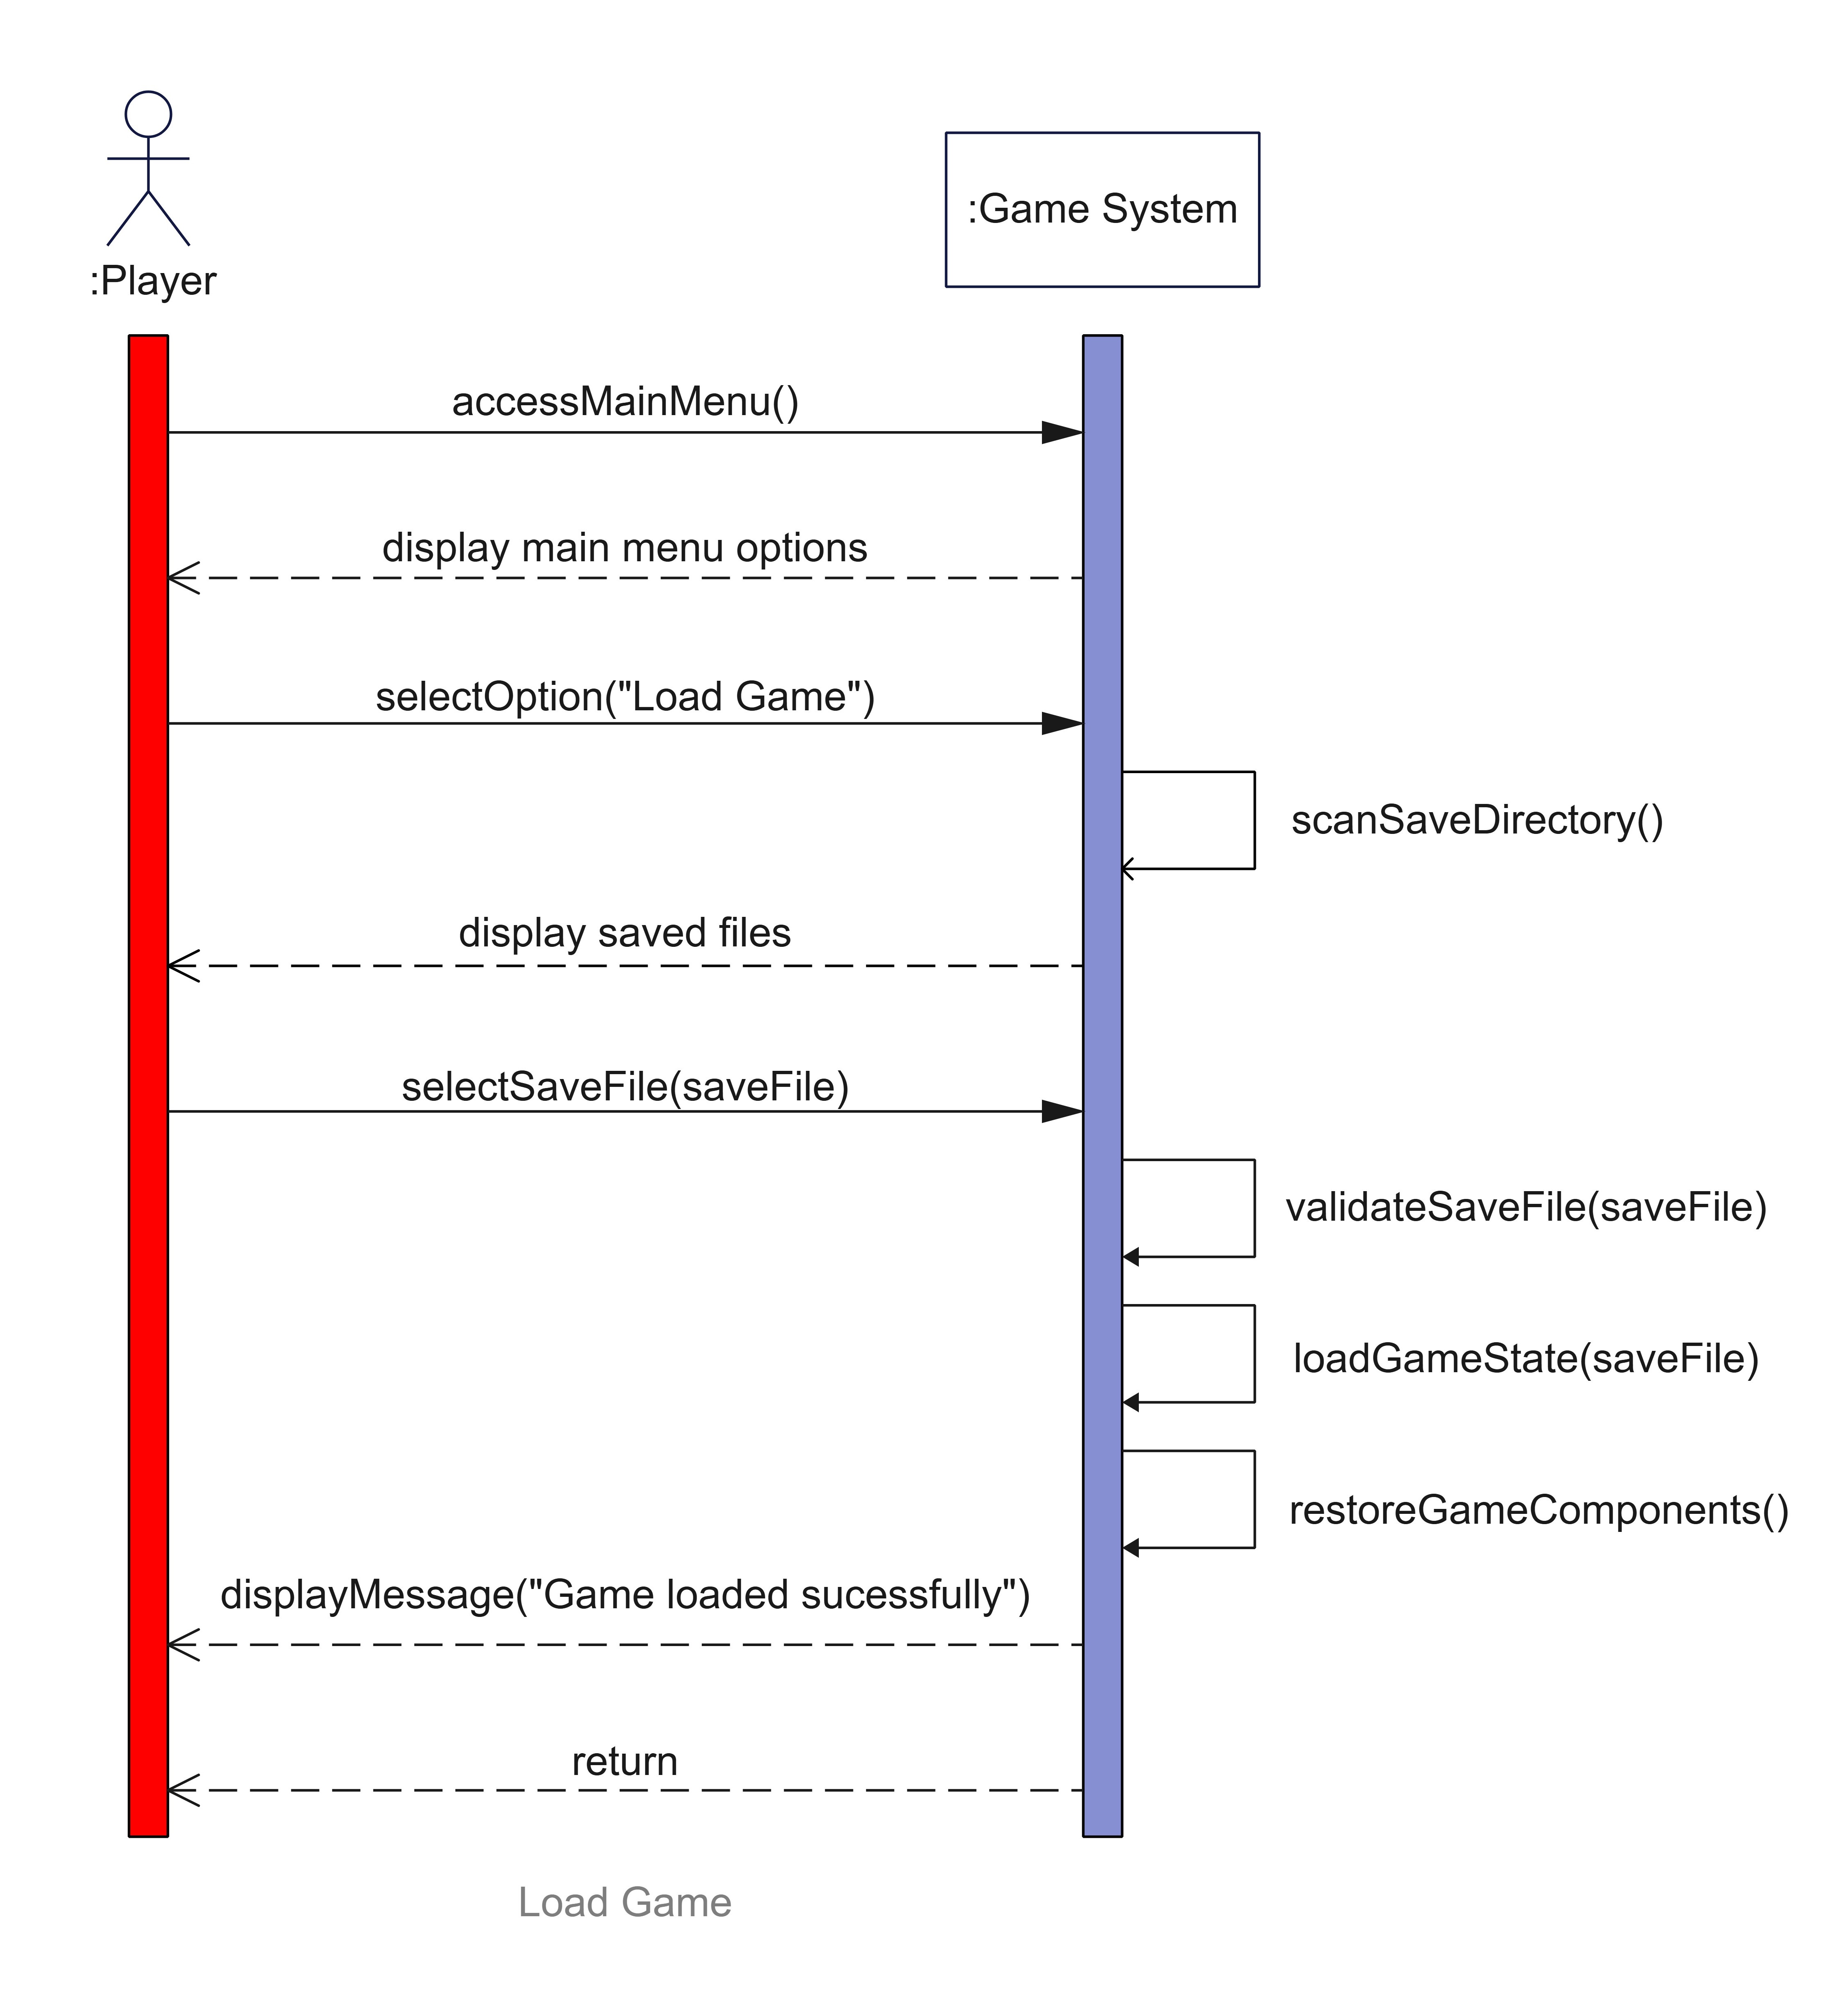 :Player
:Game System
accessMainMenu()
display main menu options
selectOption("Load Game")
scanSaveDirectory()
display saved files
selectSaveFile(saveFile)
validateSaveFile(saveFile)
loadGameState(saveFile)
restoreGameComponents()
displayMessage("Game loaded sucessfully")
return
Load Game